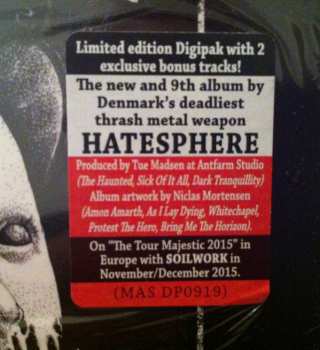 Limited edition Digipak with 2
exclusive bonus tracks!
The new and 9th album by
Denmark's deadliest
thrash metal weapon
HATESPHERE
Produced by Tue Madsen at Antfarm Studio
(The Haunted, Sick Of It All, Dark Tranquillity)
Album artwork by Niclas Mortensen
(Amon Amarth, As I Lay Dying, Whitechapel,
Protest The Hero, Bring Me The Horizon).
On "The Tour Majestic 2015" in
Europe with SOILWORK in
November/December 2015.
(MAS DP0919)